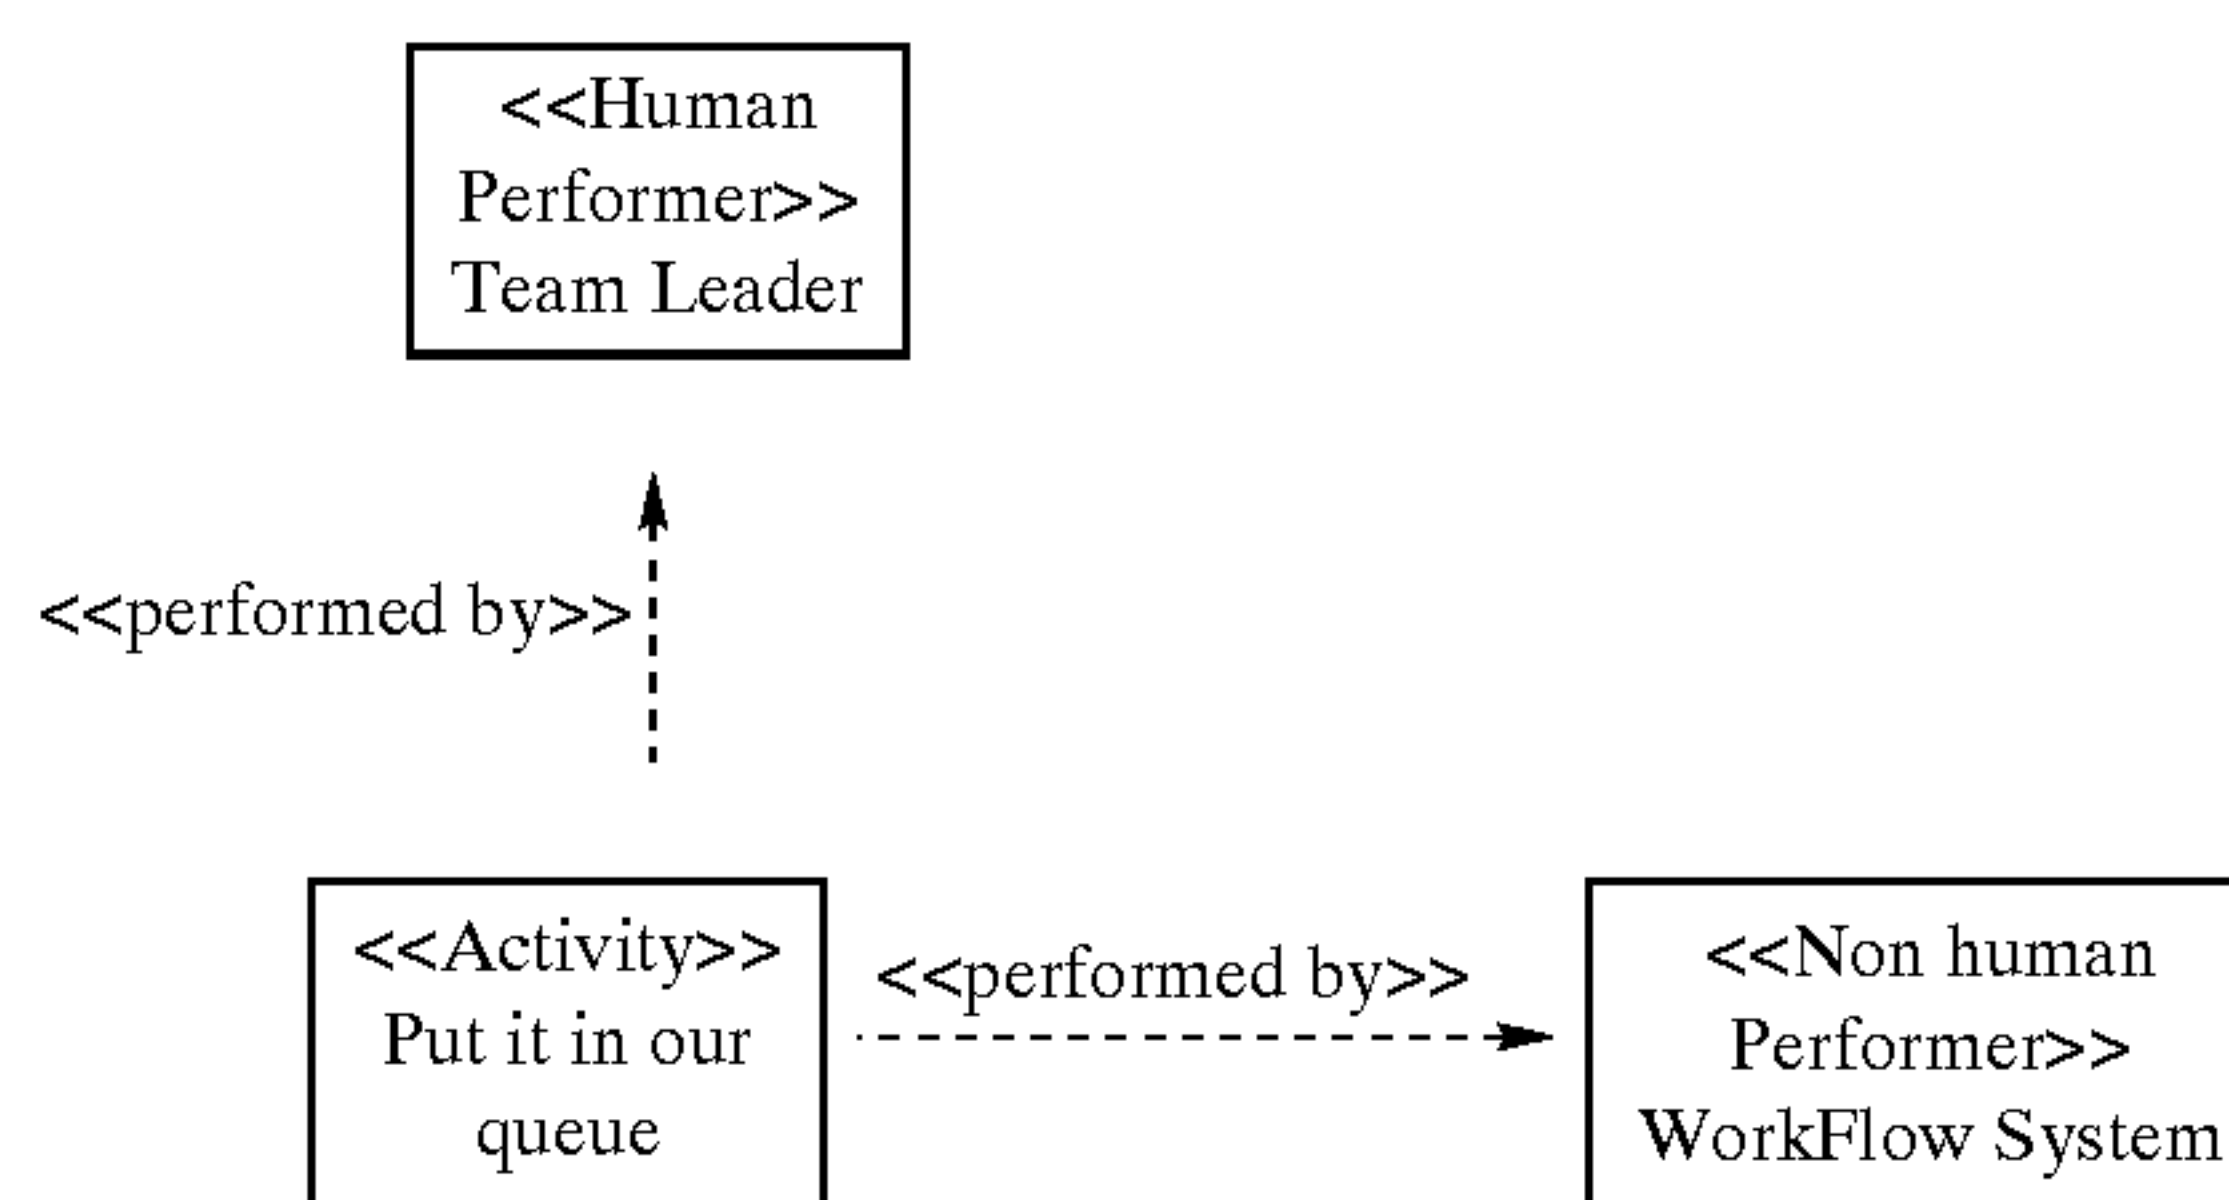 <<Human
Performer>>
Team Leader
<<performed by>>
<<Activity>>
Put it in our
queue
<<performed by>>
<<Non human
Performer>>
WorkFlow System